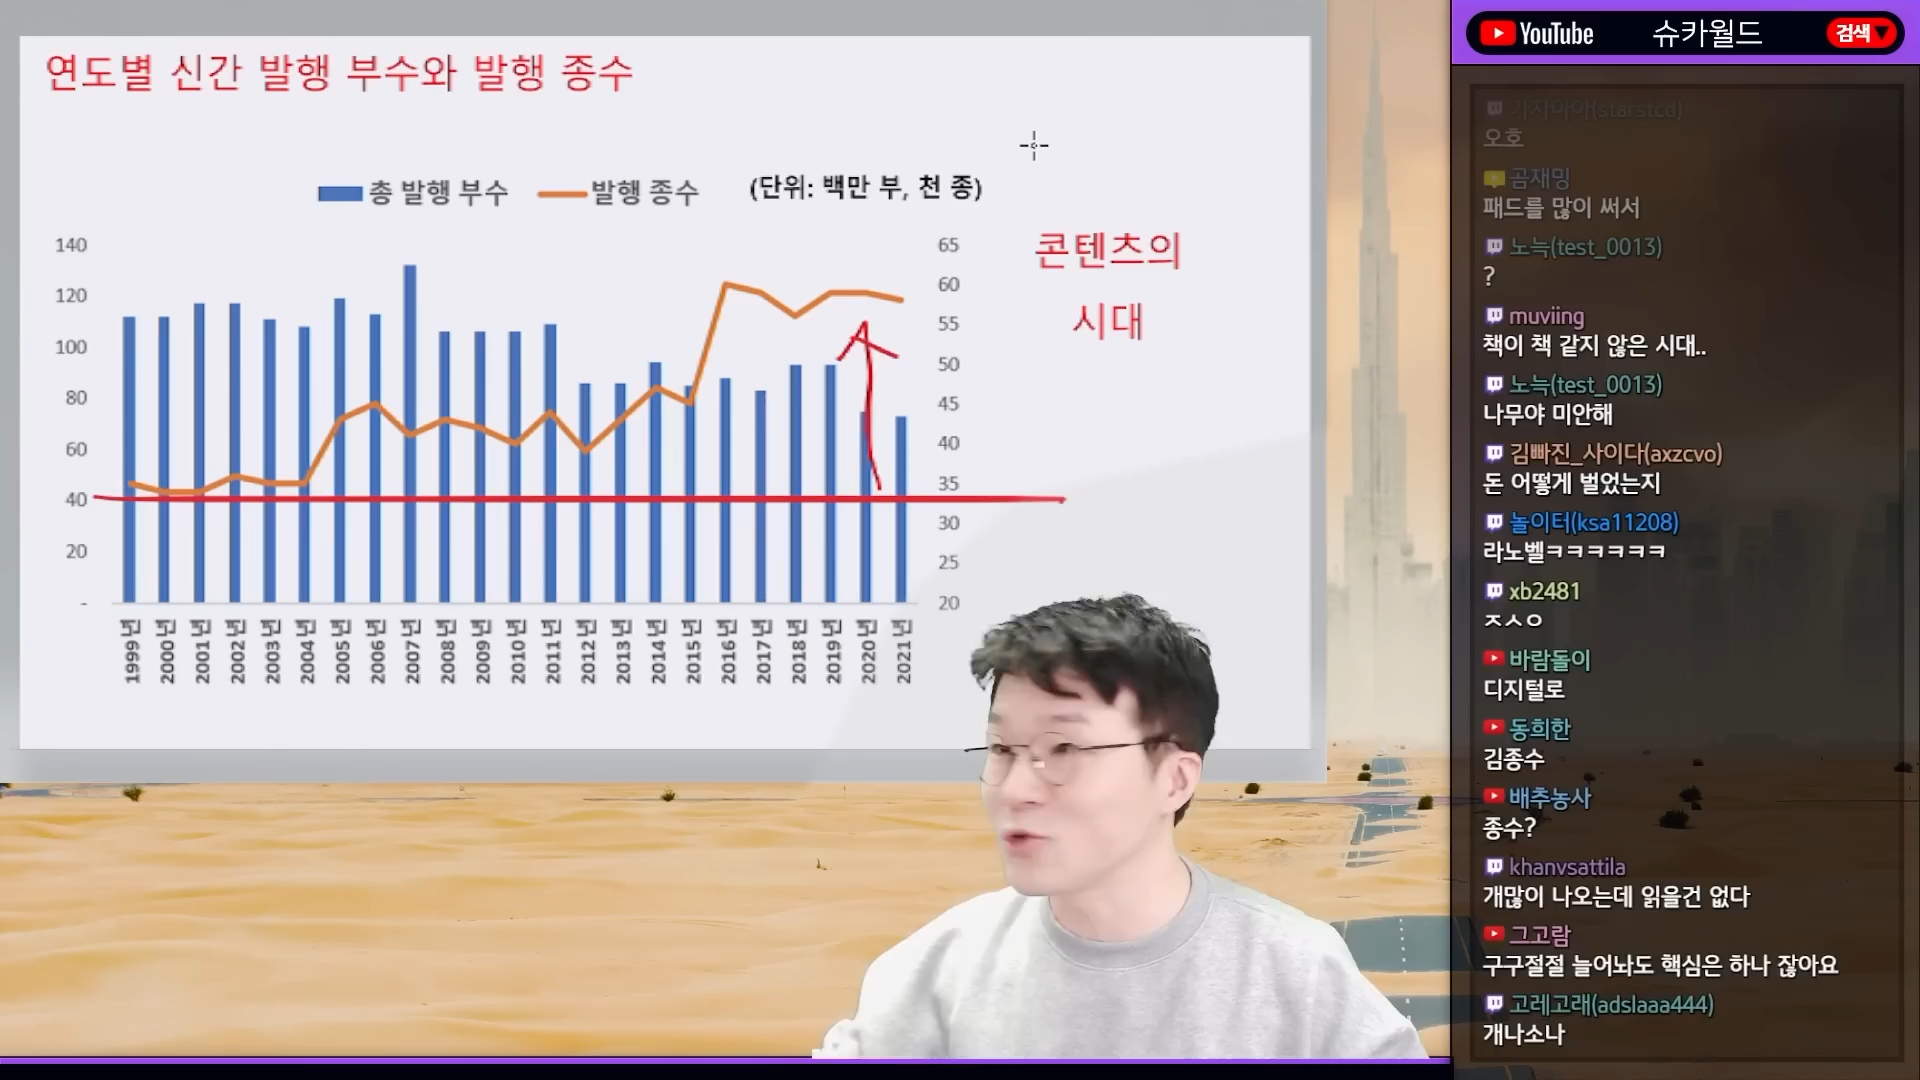 연도별 신간 발행 부수와 발행 종수
총 발행 부수 발행 종수 (단위: 백만 부, 천 종)
140
120
100
80
60
40
20
-
65
60
55
50
45
40
35
30
25
20
1999년 2000년 2001년 2002년 2003년 2004년 2005년 2006년 2007년 2008년 2009년 2010년 2011년 2012년 2013년 2014년 2015년 2016년 2017년 2018년 2019년 2020년 2021년
콘텐츠의
시대
YouTube 슈카월드 검색▼
가자아아(starstcd)
오호
곰재밍
패드를 많이 써서
노늑(test_0013)
?
muviing
책이 책 같지 않은 시대..
노늑(test_0013)
나무야 미안해
김빠진_사이다(axzcvo)
돈 어떻게 벌었는지
놀이터(ksa11208)
라노벨ㅋㅋㅋㅋㅋㅋ
xb2481
ㅈㅅㅇ
바람돌이
디지털로
동희한
김종수
배추농사
종수?
khanvsattila
개많이 나오는데 읽을건 없다
그고람
구구절절 늘어놔도 핵심은 하나 잖아요
고레고래(adslaaa444)
개나소나